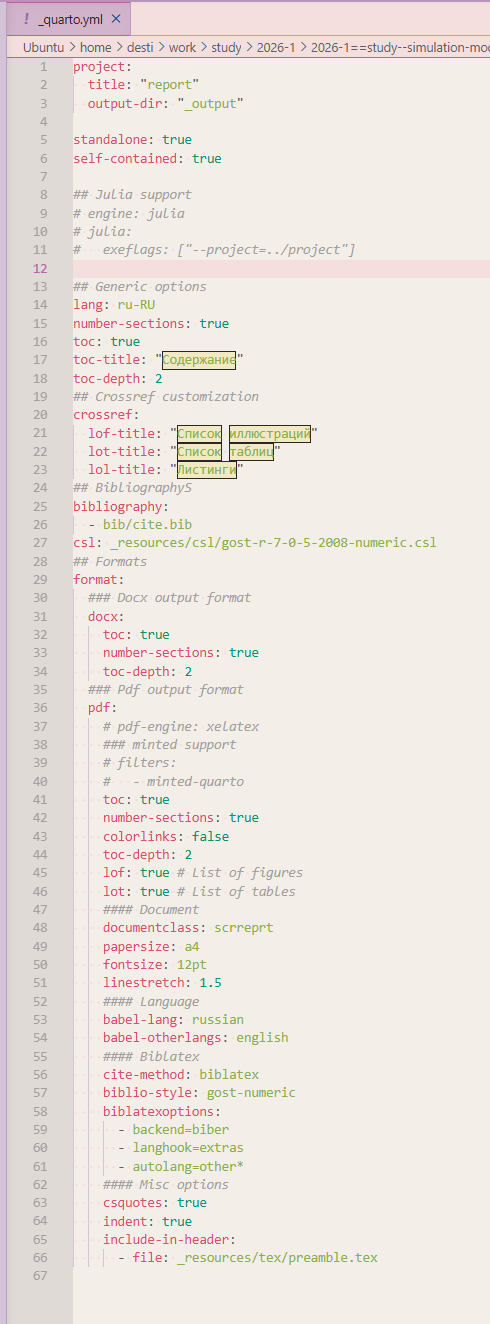 ! _quarto.yml ×
Ubuntu > home > desti > work > study > 2026-1 > 2026-1==study--simulation-mod
1 project:
2   title: "report"
3   output-dir: "_output"
4
5 standalone: true
6 self-contained: true
7
8 ## Julia support
9 # engine: julia
10 # julia:
11 #   exeflags: ["--project=../project"]
12
13 ## Generic options
14 lang: ru-RU
15 number-sections: true
16 toc: true
17 toc-title: "Содержание"
18 toc-depth: 2
19 ## Crossref customization
20 crossref:
21   lof-title: "Список иллюстраций"
22   lot-title: "Список таблиц"
23   lol-title: "Листинги"
24 ## BibliographyS
25 bibliography:
26   - bib/cite.bib
27 csl: _resources/csl/gost-r-7-0-5-2008-numeric.csl
28 ## Formats
29 format:
30   ### Docx output format
31   docx:
32     toc: true
33     number-sections: true
34     toc-depth: 2
35   ### Pdf output format
36   pdf:
37     # pdf-engine: xelatex
38     ### minted support
39     # filters:
40     #   - minted-quarto
41     toc: true
42     number-sections: true
43     colorlinks: false
44     toc-depth: 2
45     lof: true # List of figures
46     lot: true # List of tables
47     #### Document
48     documentclass: scrreprt
49     papersize: a4
50     fontsize: 12pt
51     linestretch: 1.5
52     #### Language
53     babel-lang: russian
54     babel-otherlangs: english
55     #### Biblatex
56     cite-method: biblatex
57     biblio-style: gost-numeric
58     biblatexoptions:
59       - backend=biber
60       - langhook=extras
61       - autolang=other*
62     #### Misc options
63     csquotes: true
64     indent: true
65     include-in-header:
66       - file: _resources/tex/preamble.tex
67